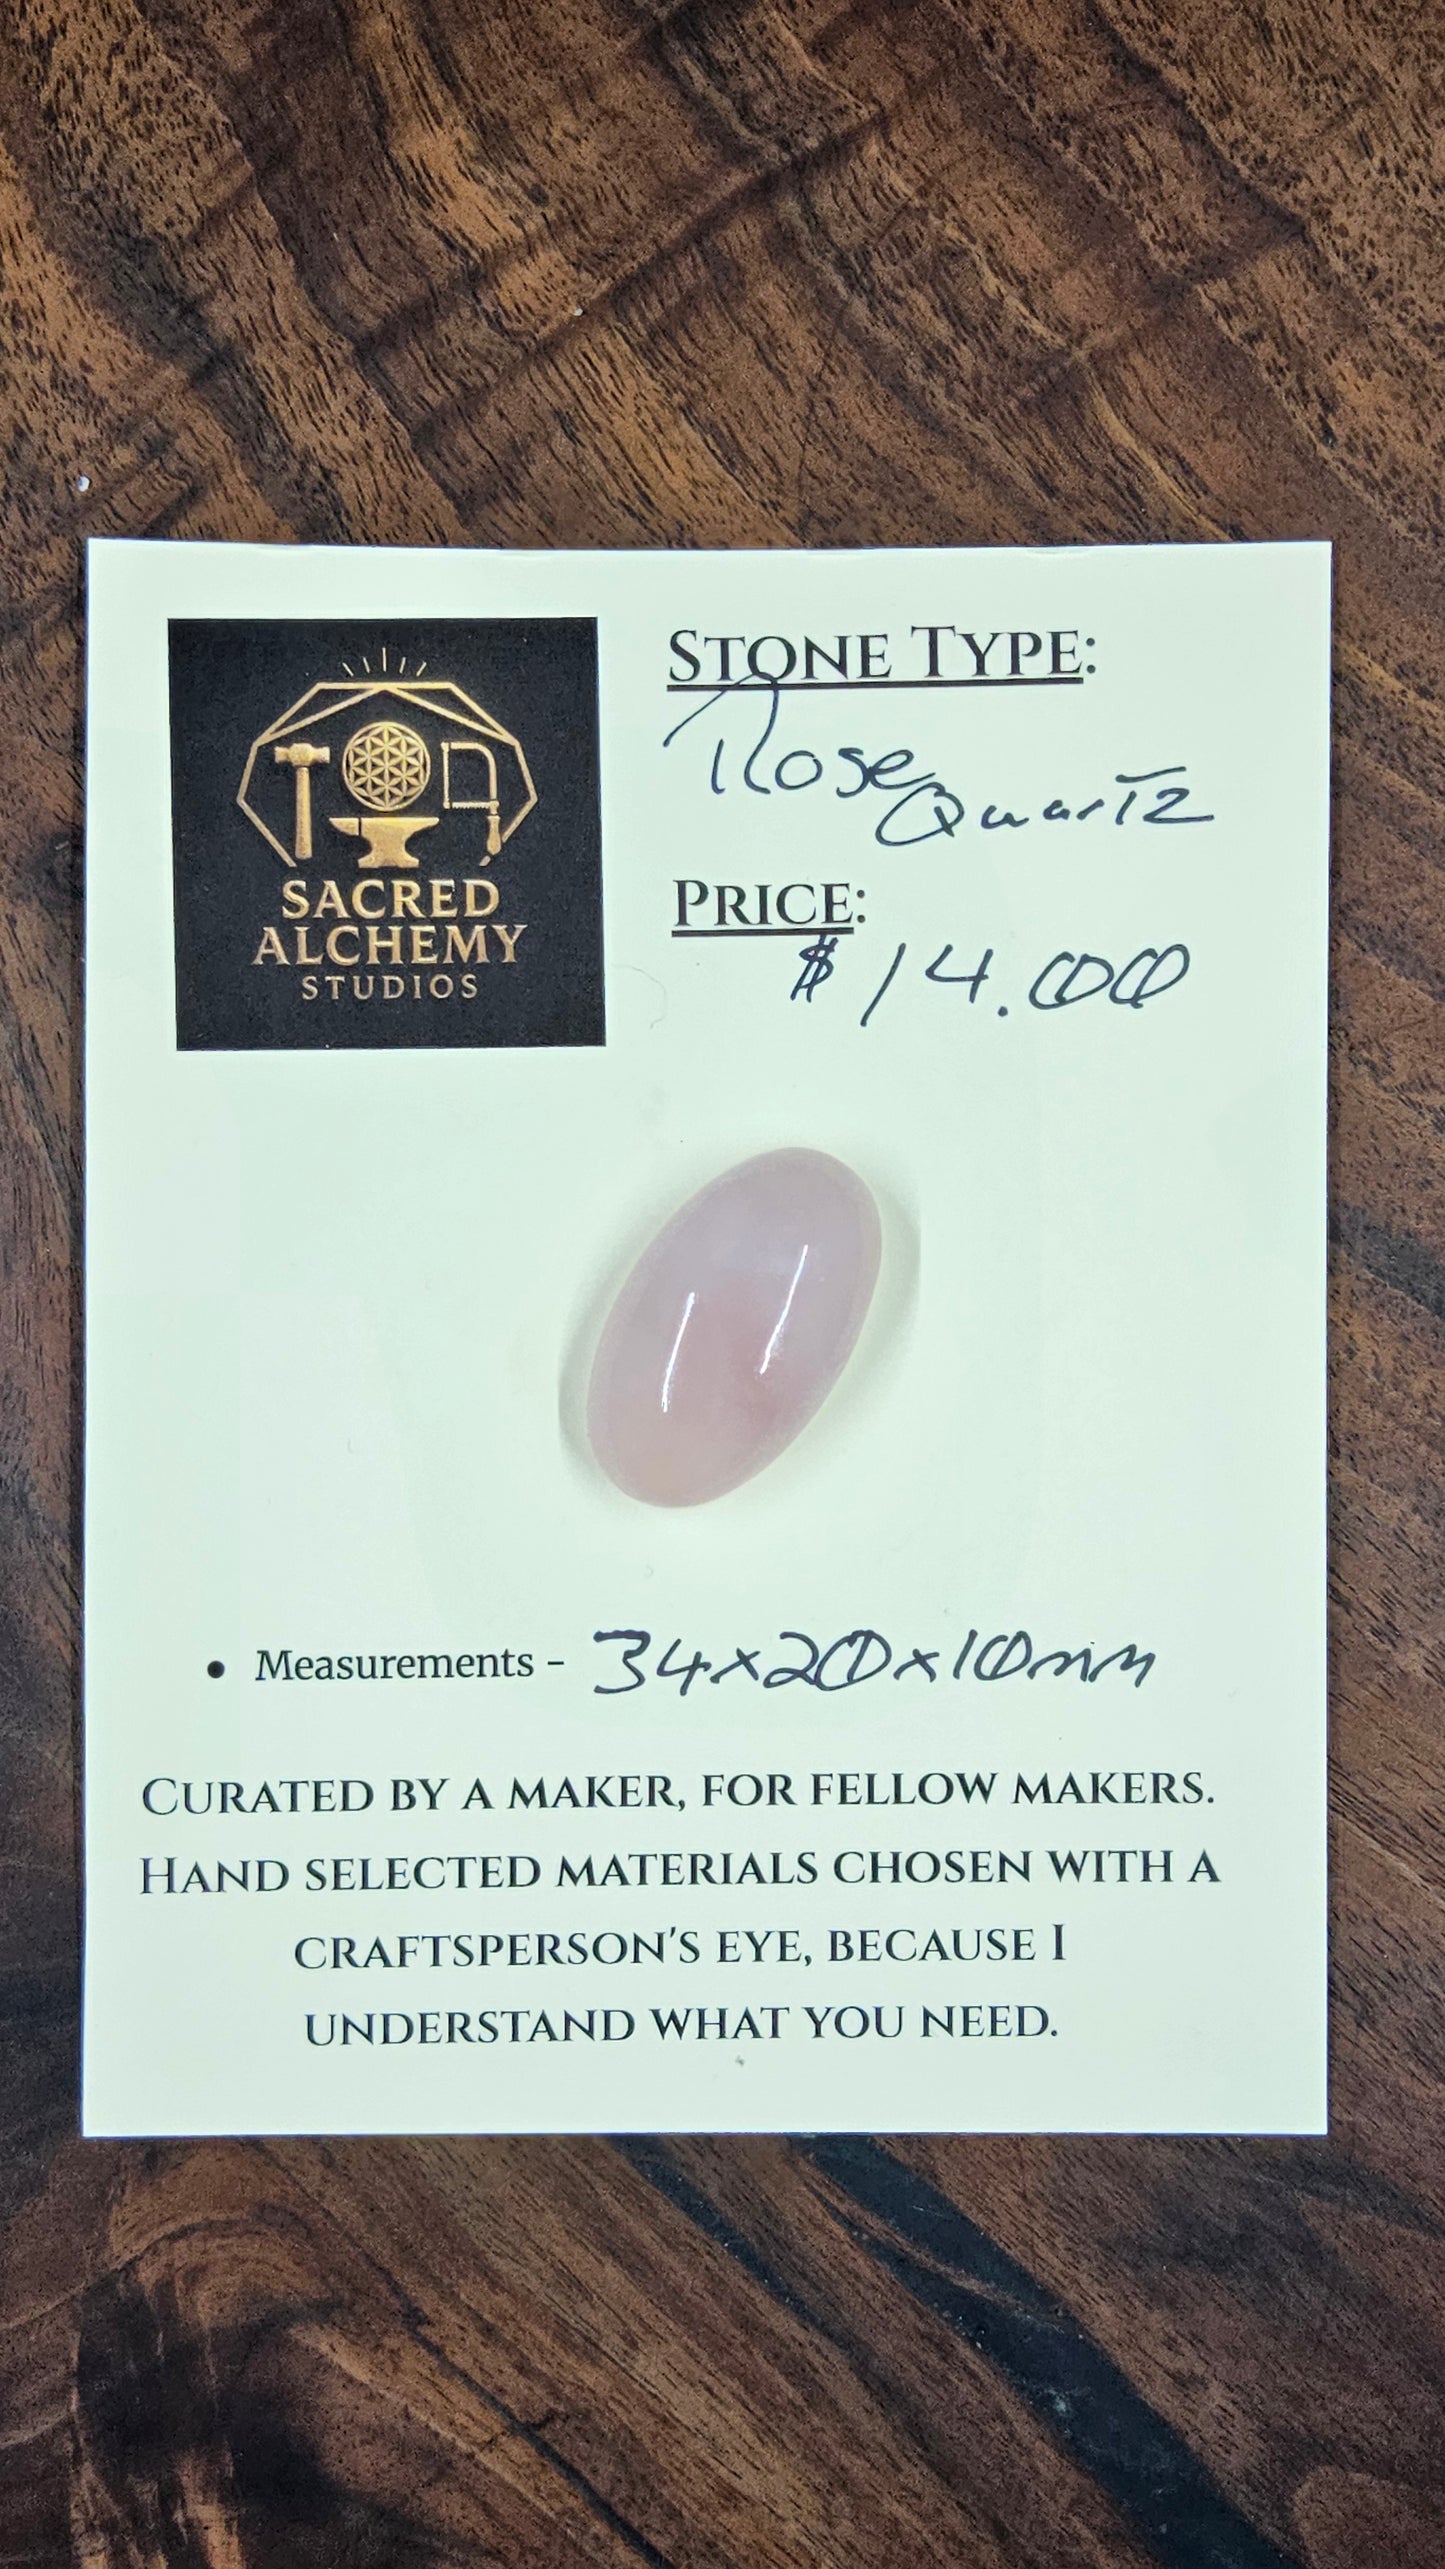 SACRED
ALCHEMY
STUDIOS
STONE TYPE:
Rose Quartz
PRICE:
$14.00
• Measurements - 34x20x10mm
CURATED BY A MAKER, FOR FELLOW MAKERS.
HAND SELECTED MATERIALS CHOSEN WITH A
CRAFTSPERSON'S EYE, BECAUSE I
UNDERSTAND WHAT YOU NEED.